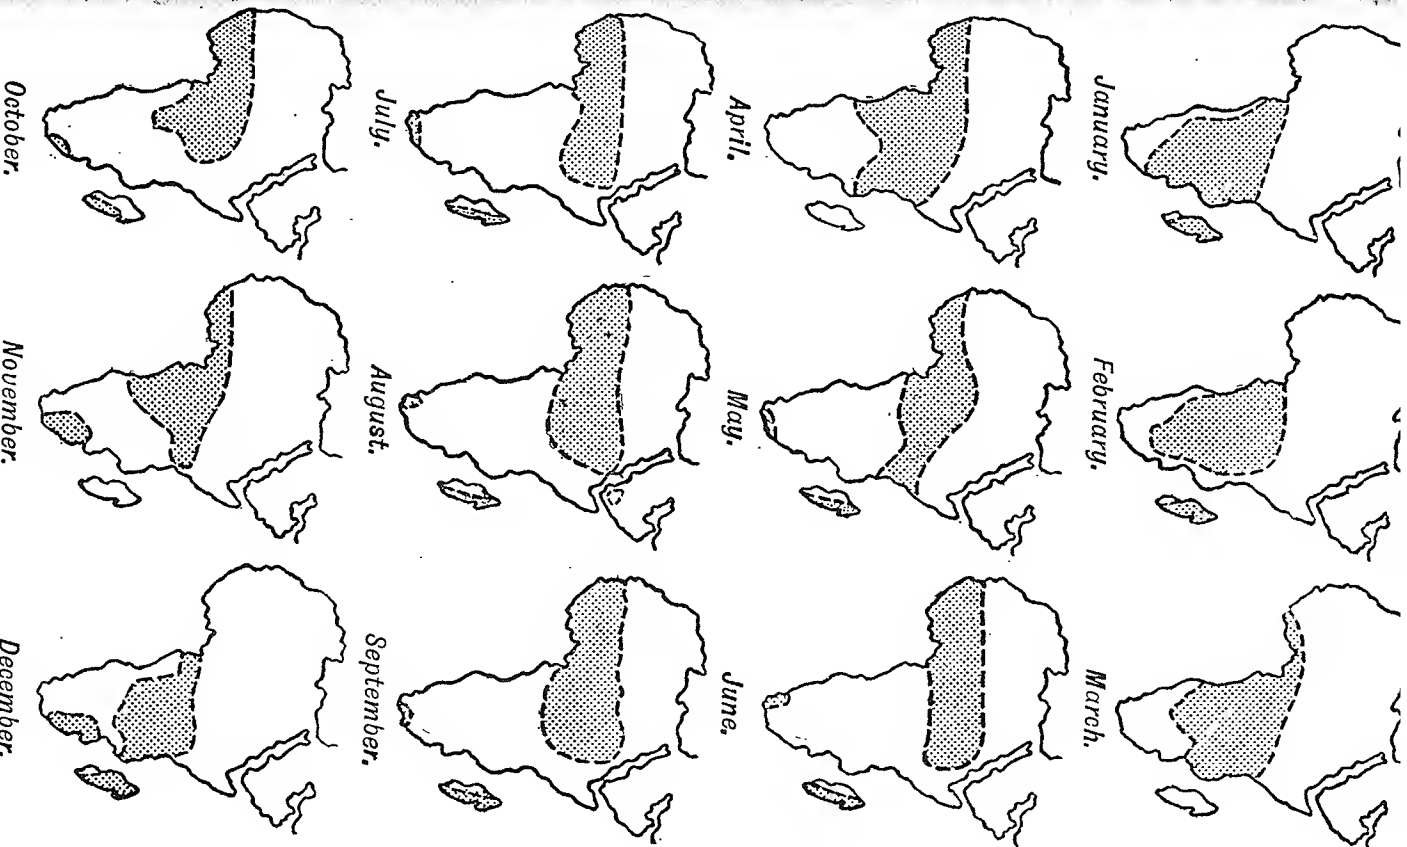 January.
February.
March.
April.
May.
June.
July.
August.
September.
October.
November.
December.